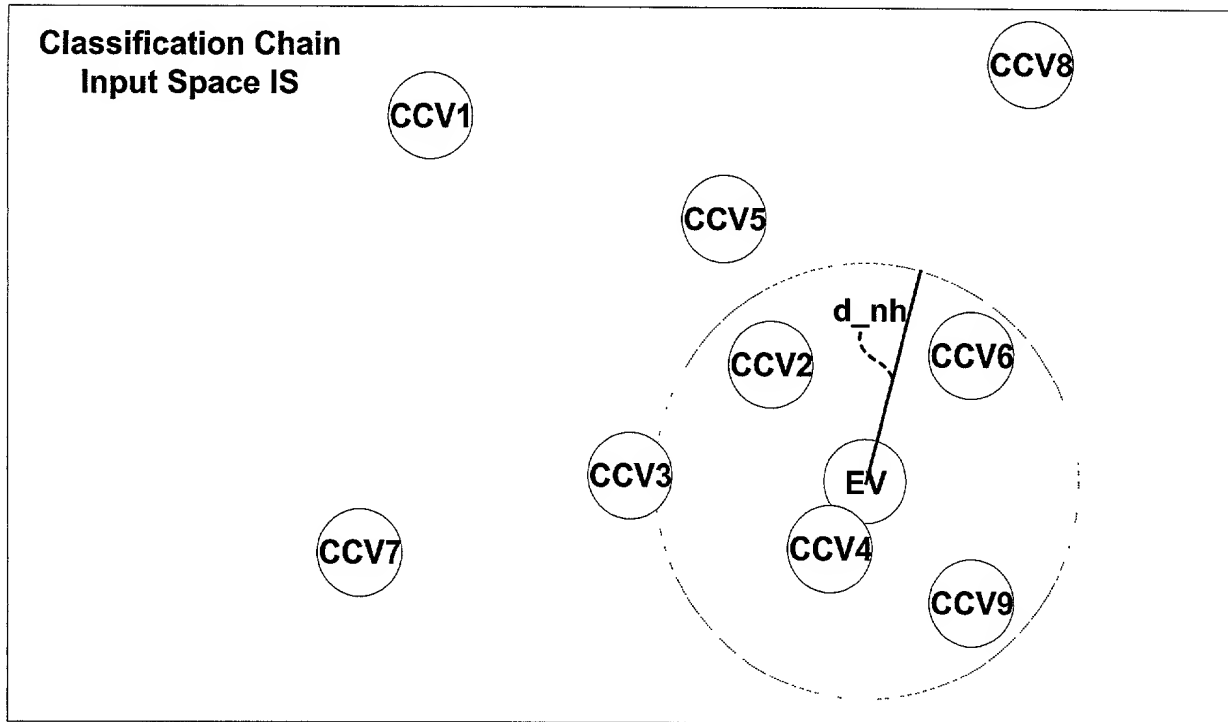 Classification Chain
Input Space IS
CCV8
CCV1
CCV5
d_nh
CCV2
CCV6
CCV3
EV
CCV4
CCV7
CCV9